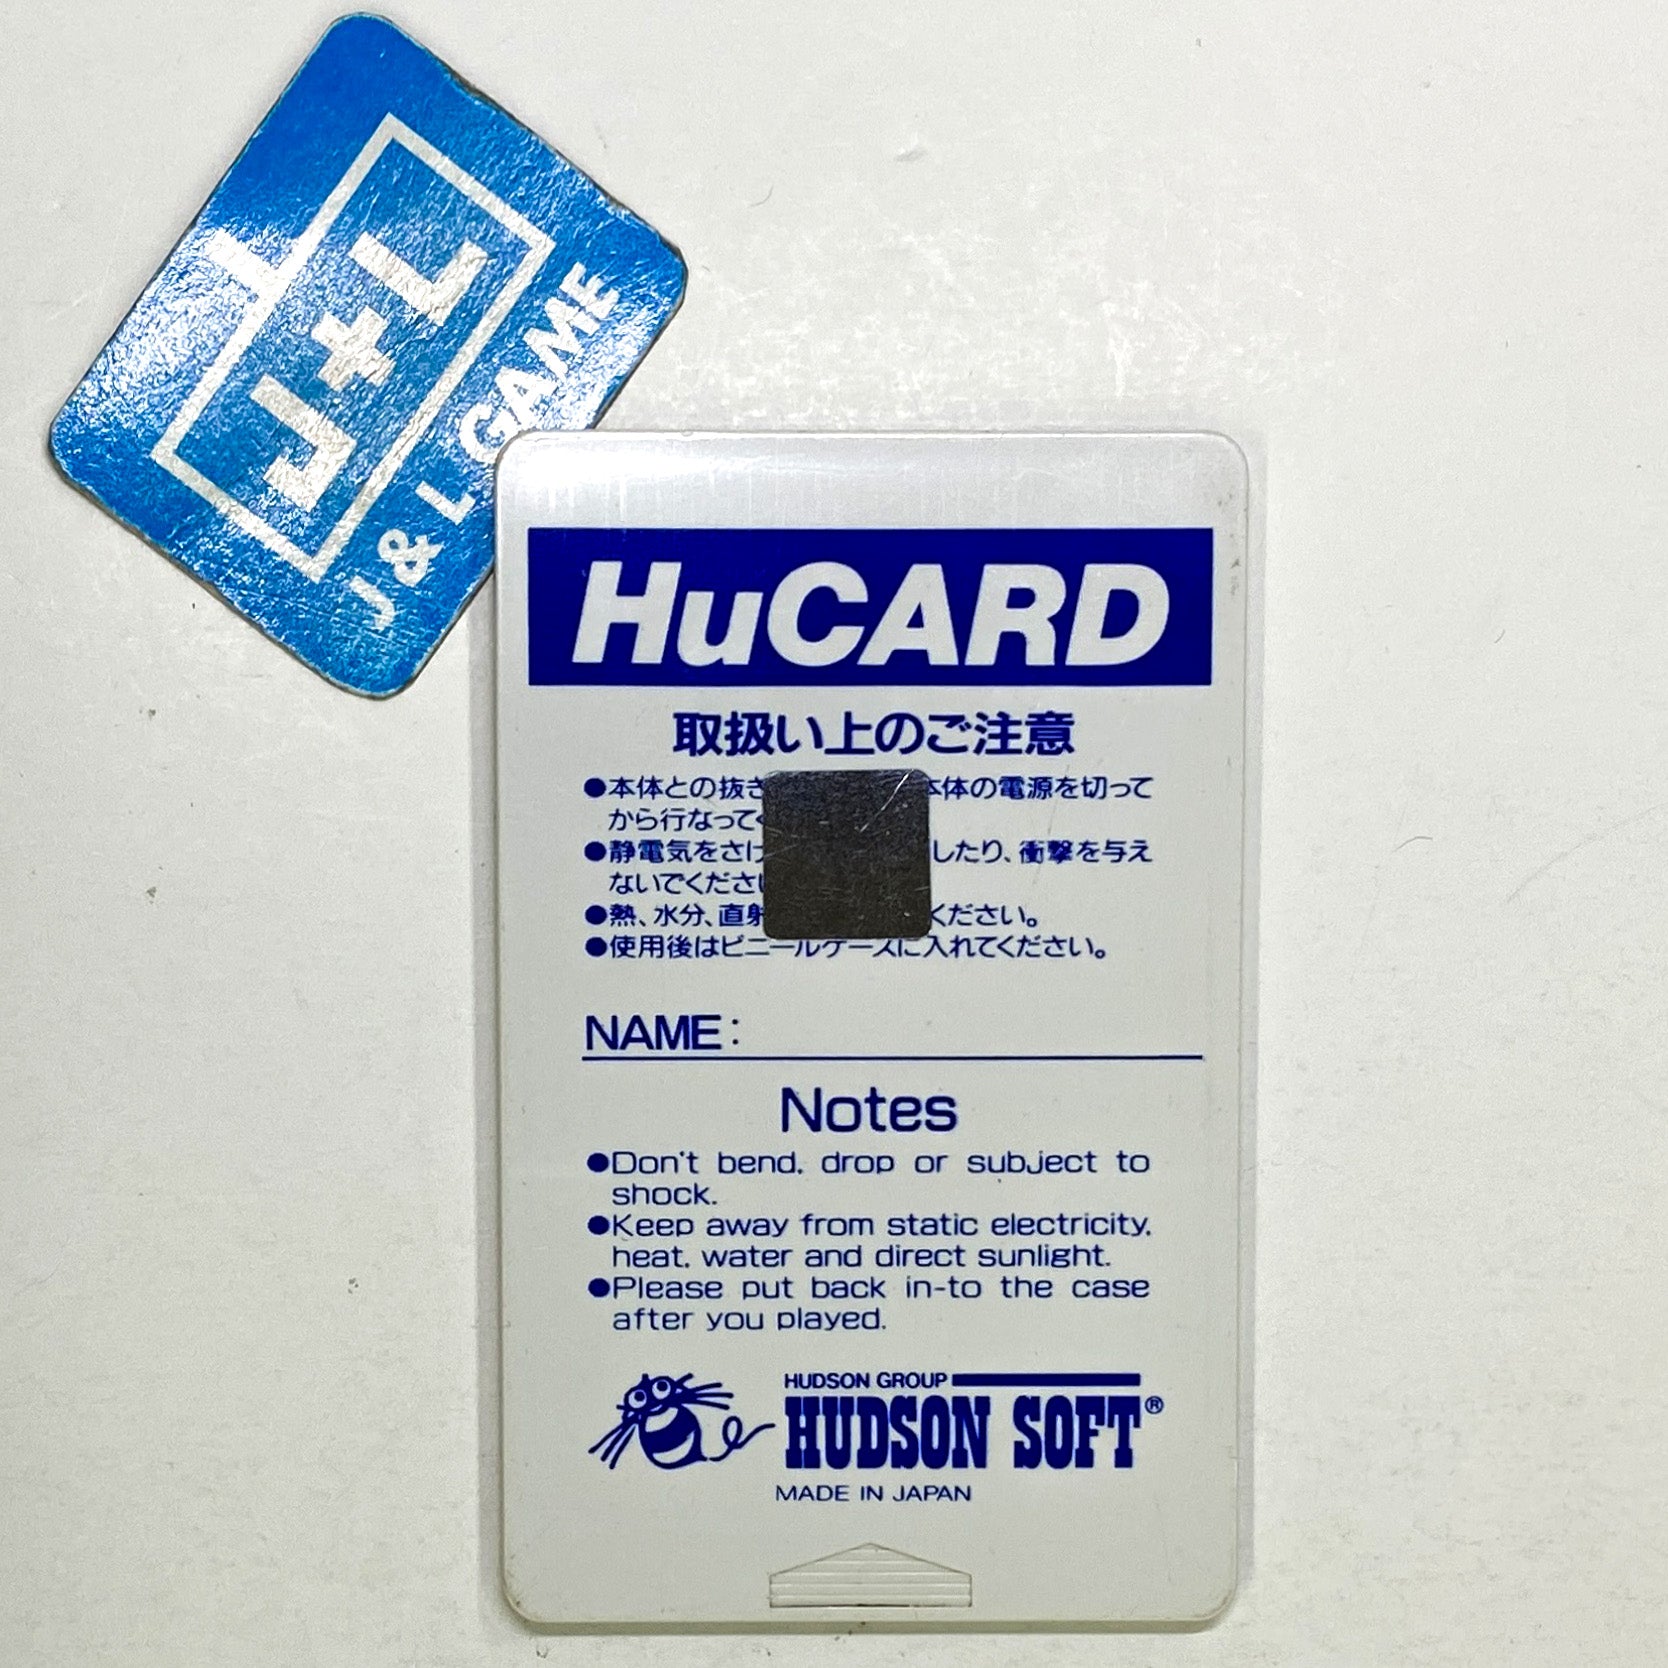 J+L
J & L GAME
HuCARD
取扱い上のご注意
●本体との抜き 本体の電源を切って
から行なってく
●静電気をさけ したり、衝撃を与え
ないでください
●熱、水分、直射 ください。
●使用後はビニールケースに入れてください。
NAME:
Notes
●Don't bend, drop or subject to
shock.
●Keep away from static electricity,
heat, water and direct sunlight.
●Please put back in-to the case
after you played.
HUDSON GROUP
HUDSON SOFT®
MADE IN JAPAN